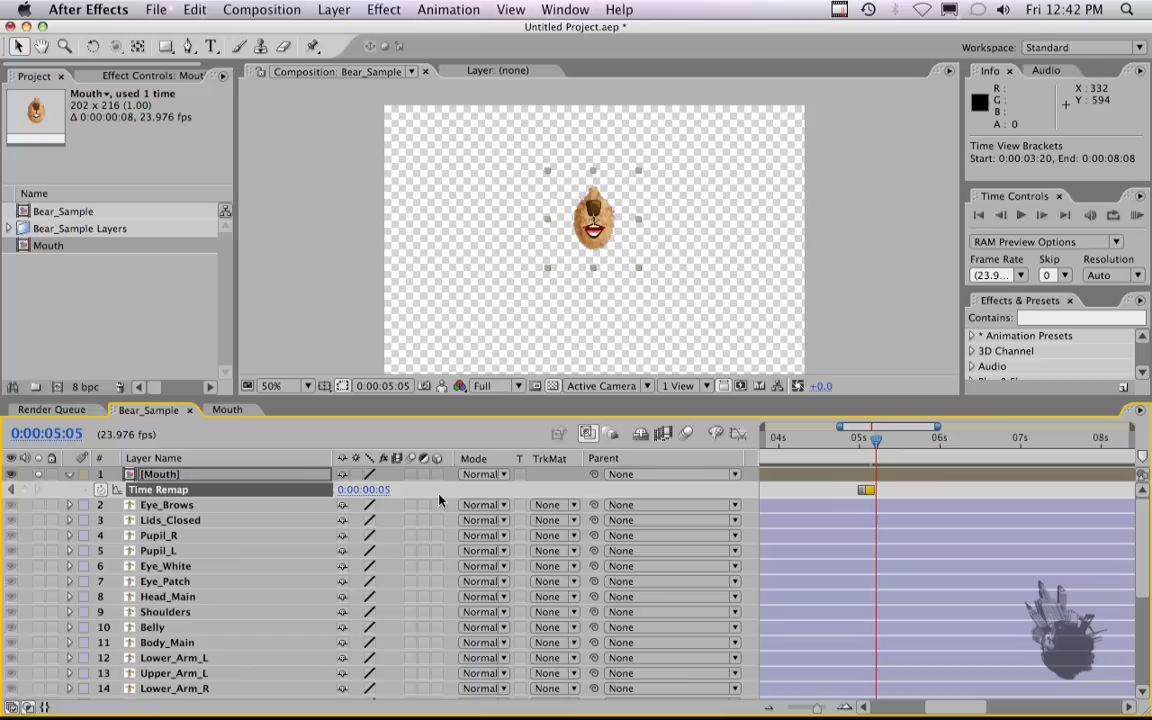 After Effects File Edit Composition Layer Effect Animation View Window Help Fri 12:42 PM
Untitled Project.aep *
T Workspace: Standard
Project × Effect Controls: Mout
Composition: Bear_Sample × Layer: (none)
Info × Audio
Mouth, used 1 time
202 x 216 (1.00)
Δ 0:00:00:08, 23.976 fps
R :
G :
B :
A : 0
X : 332
Y : 594
Time View Brackets
Start: 0:00:03:20, End: 0:00:08:08
Name
Bear_Sample
Bear_Sample Layers
Mouth
Time Controls ×
RAM Preview Options
Frame Rate Skip Resolution
(23.9... 0 Auto
Effects & Presets ×
Contains:
* Animation Presets
3D Channel
Audio
8 bpc
50% 0:00:05:05 Full Active Camera 1 View +0.0
Render Queue Bear_Sample × Mouth
0:00:05:05 (23.976 fps)
04s 05s 06s 07s 08s
# Layer Name Mode T TrkMat Parent
1 [Mouth] Normal None
Time Remap 0:00:00:05
2 Eye_Brows Normal None None
3 Lids_Closed Normal None None
4 Pupil_R Normal None None
5 Pupil_L Normal None None
6 Eye_White Normal None None
7 Eye_Patch Normal None None
8 Head_Main Normal None None
9 Shoulders Normal None None
10 Belly Normal None None
11 Body_Main Normal None None
12 Lower_Arm_L Normal None None
13 Upper_Arm_L Normal None None
14 Lower_Arm_R Normal None None